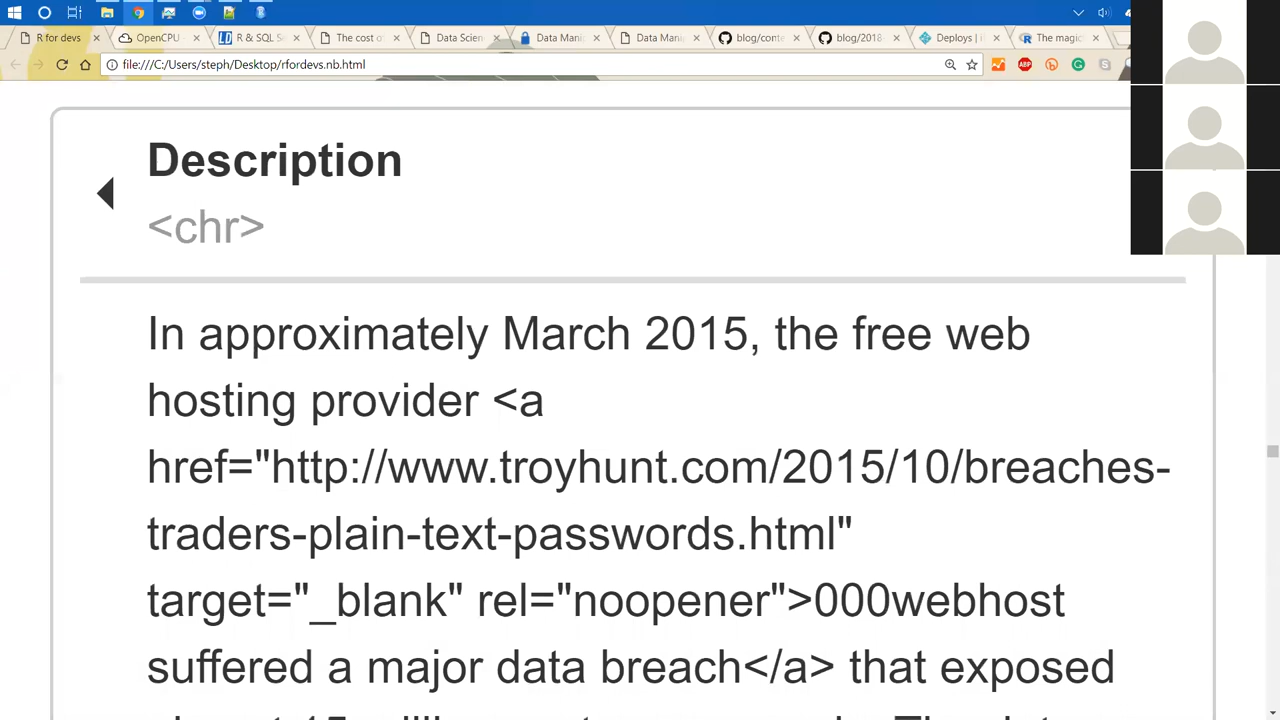 R for devs
OpenCPU
R & SQL Se
The cost o
Data Scien
Data Mani
Data Mani
blog/conte
blog/2018
Deploys | 
The magic
file:///C:/Users/steph/Desktop/rfordevs.nb.html
ABP
Description
<chr>
In approximately March 2015, the free web
hosting provider <a
href="http://www.troyhunt.com/2015/10/breaches-
traders-plain-text-passwords.html"
target="_blank" rel="noopener">000webhost
suffered a major data breach</a> that exposed